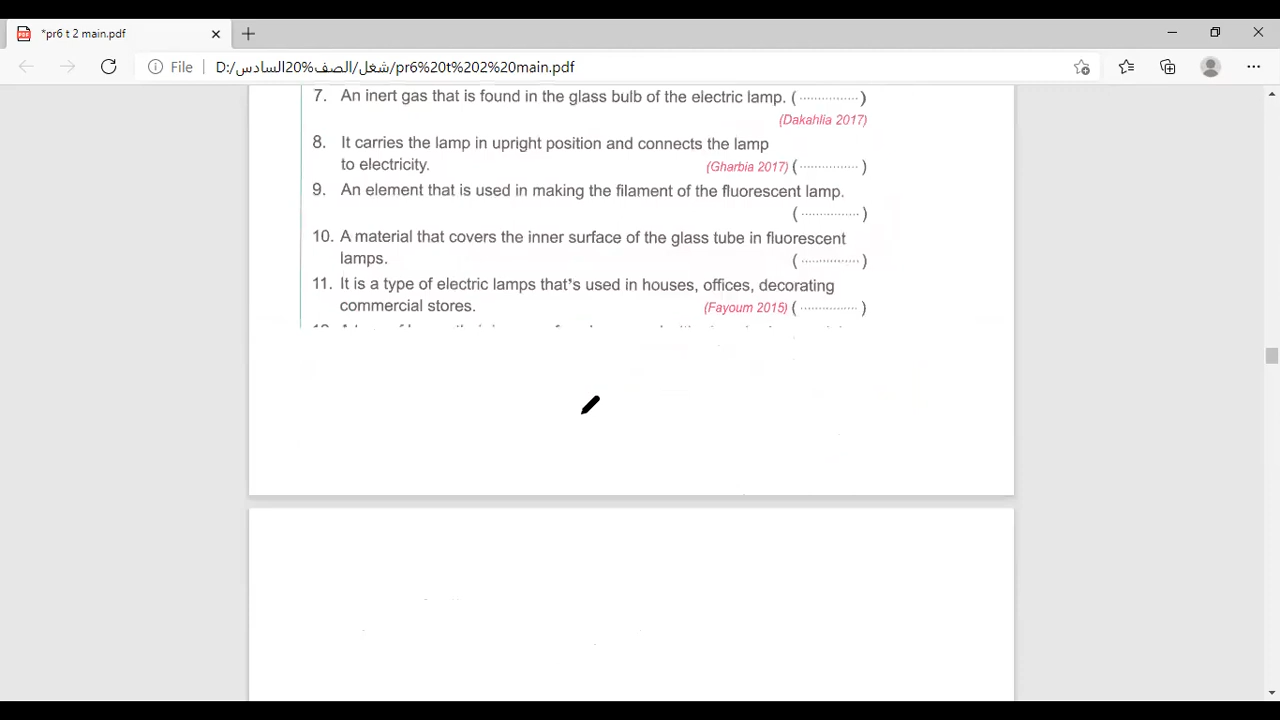 *pr6 t 2 main.pdf
File
D:/شغل/الصف%20السادس/pr6%20t%202%20main.pdf
7. An inert gas that is found in the glass bulb of the electric lamp. (...............)
(Dakahlia 2017)
8. It carries the lamp in upright position and connects the lamp
to electricity. (Gharbia 2017) (...............)
9. An element that is used in making the filament of the fluorescent lamp.
(...............)
10. A material that covers the inner surface of the glass tube in fluorescent
lamps. (...............)
11. It is a type of electric lamps that's used in houses, offices, decorating
commercial stores. (Fayoum 2015) (...............)